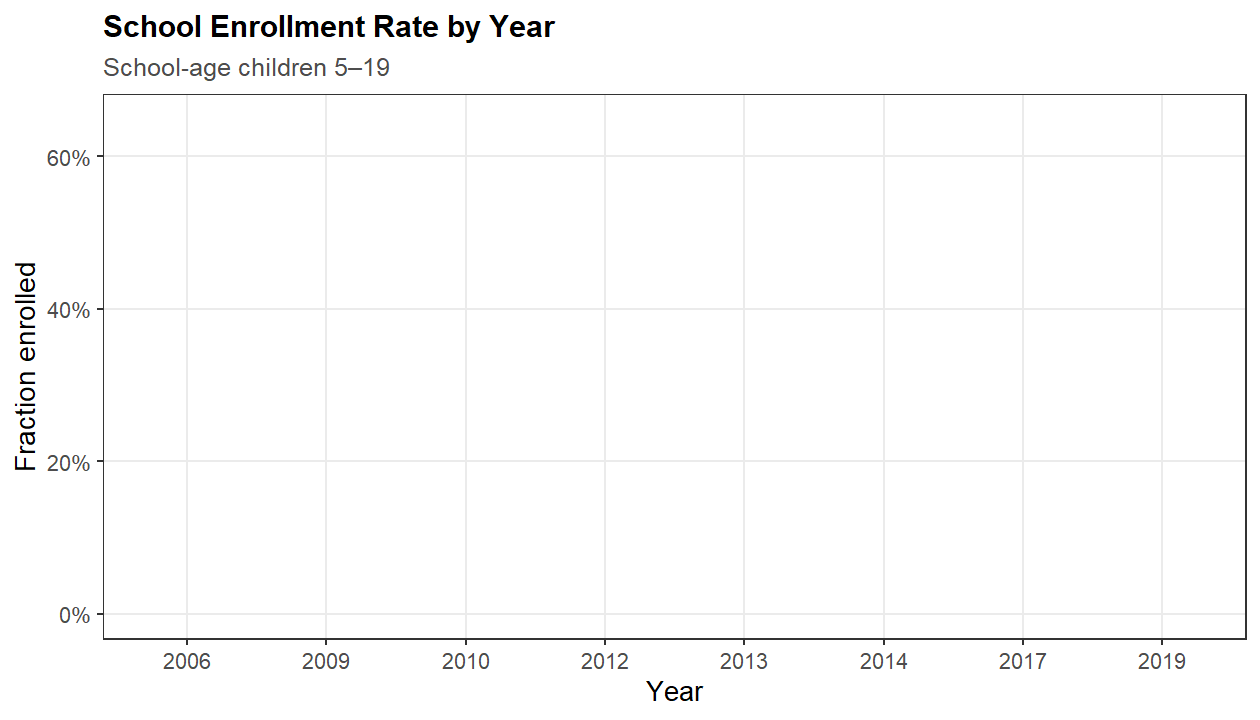 School Enrollment Rate by Year
School-age children 5–19
60%
40%
20%
0%
Fraction enrolled
2006 2009 2010 2012 2013 2014 2017 2019
Year